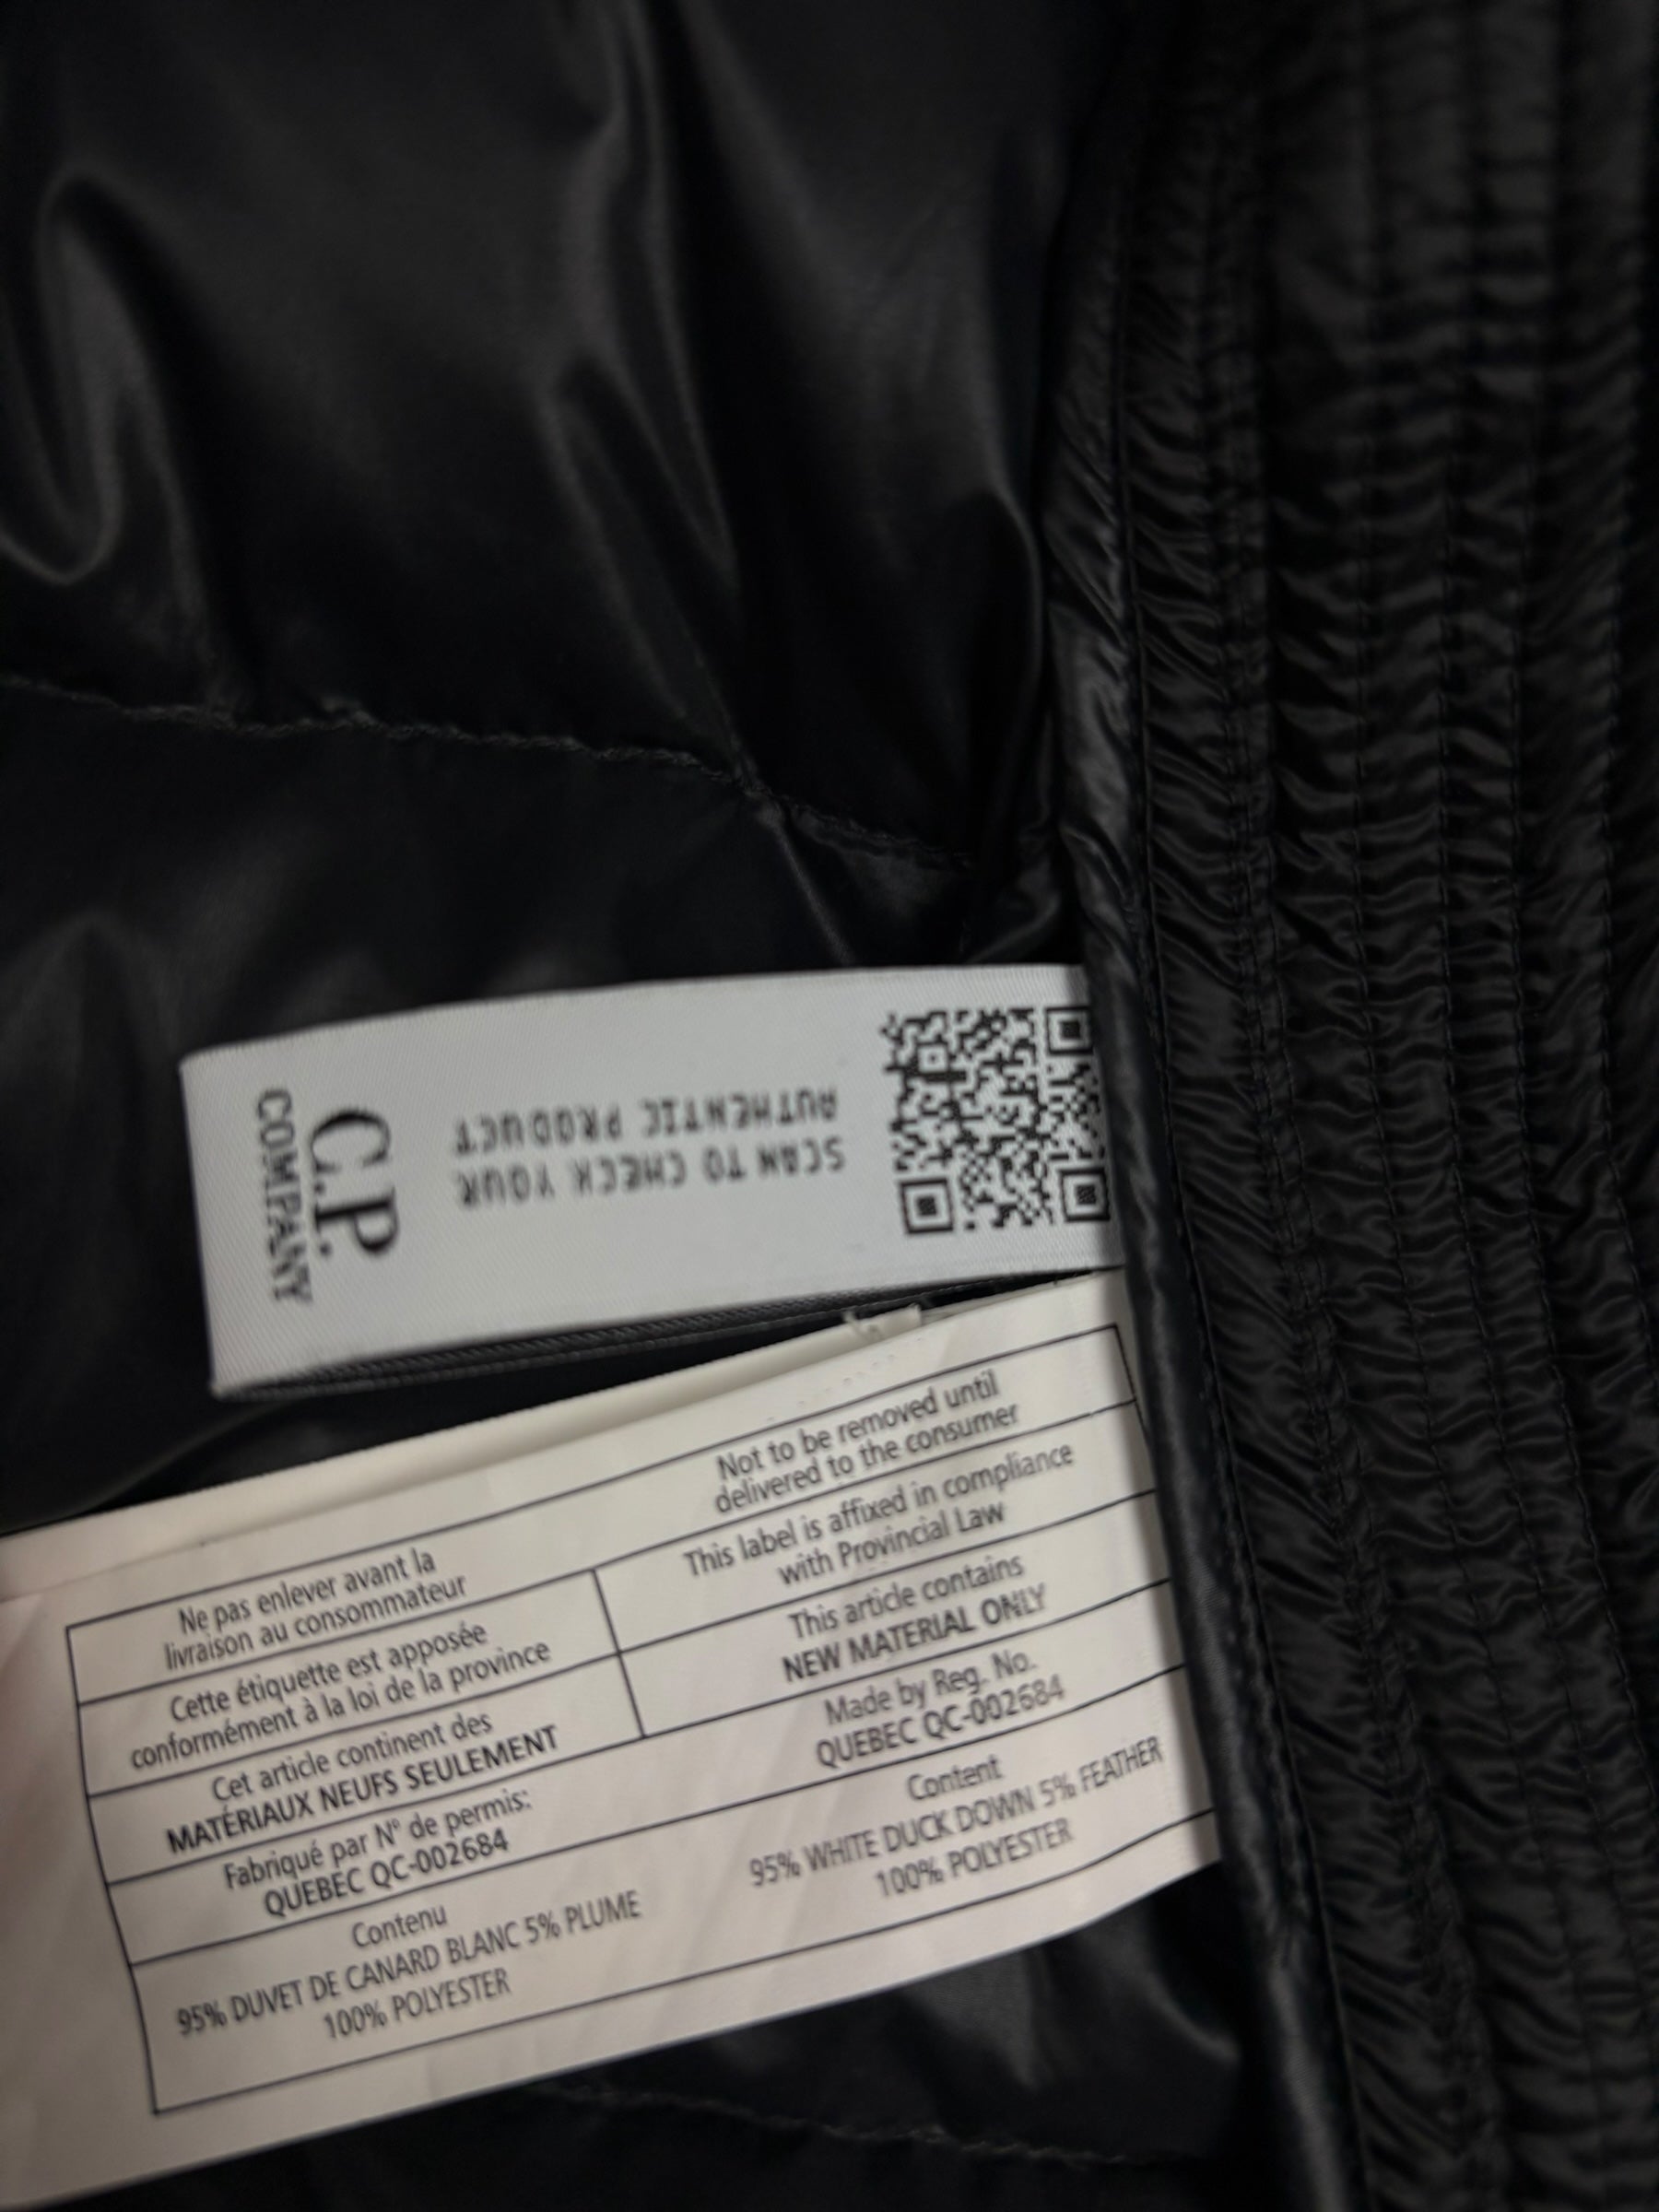 C.P.
COMPANY
SCAN TO CHECK YOUR
AUTHENTIC PRODUCT
Ne pas enlever avant la
livraison au consommateur
Not to be removed until
delivered to the consumer
Cette étiquette est apposée
conformément à la loi de la province
This label is affixed in compliance
with Provincial Law
Cet article continent des
MATÉRIAUX NEUFS SEULEMENT
This article contains
NEW MATERIAL ONLY
Fabriqué par N° de permis:
QUEBEC QC-002684
Made by Reg. No.
QUEBEC QC-002684
Contenu
95% DUVET DE CANARD BLANC 5% PLUME
100% POLYESTER
Content
95% WHITE DUCK DOWN 5% FEATHER
100% POLYESTER